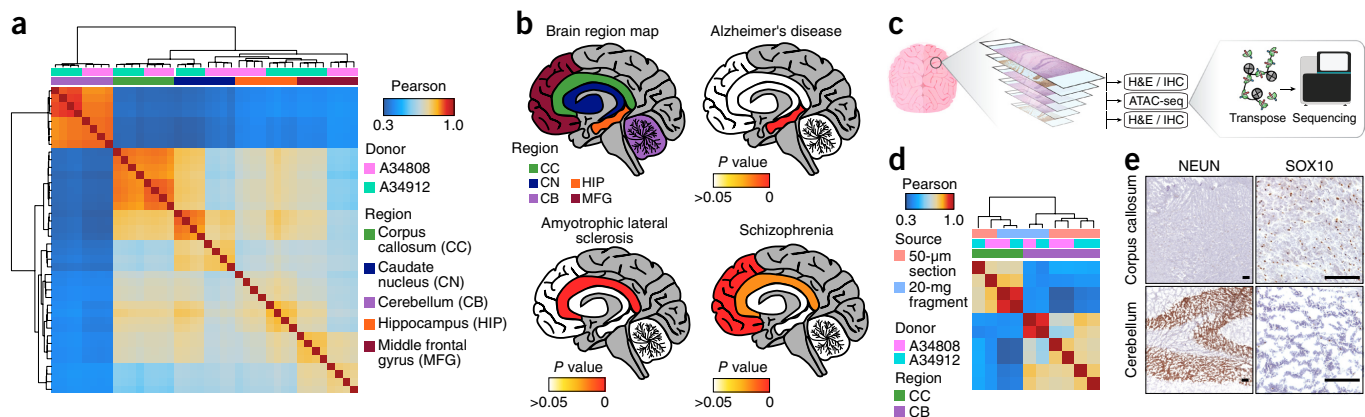 a
Pearson
0.3 1.0
Donor
A34808
A34912
Region
Corpus
callosum (CC)
Caudate
nucleus (CN)
Cerebellum (CB)
Hippocampus (HIP)
Middle frontal
gyrus (MFG)
b
Brain region map
Region
CC
CN
CB
HIP
MFG
Alzheimer's disease
P value
>0.05 0
Amyotrophic lateral
sclerosis
P value
>0.05 0
Schizophrenia
P value
>0.05 0
c
H&E / IHC
ATAC-seq
H&E / IHC
Transpose Sequencing
d
Pearson
0.3 1.0
Source
50-μm
section
20-mg
fragment
Donor
A34808
A34912
Region
CC
CB
e
NEUN SOX10
Corpus callosum
Cerebellum